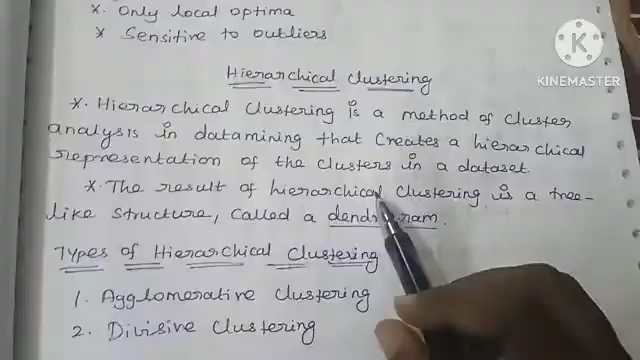 * Only local optima
* Sensitive to outliers
K
KINEMASTER
Hierarchical Clustering
* Hierarchical Clustering is a method of cluster
analysis in datamining that creates a hierarchical
representation of the clusters in a dataset.
* The result of hierarchical clustering is a tree-
like structure, called a
Types of Hierarchical Clustering
1. Agglomerative Clustering
2. Divisive Clustering